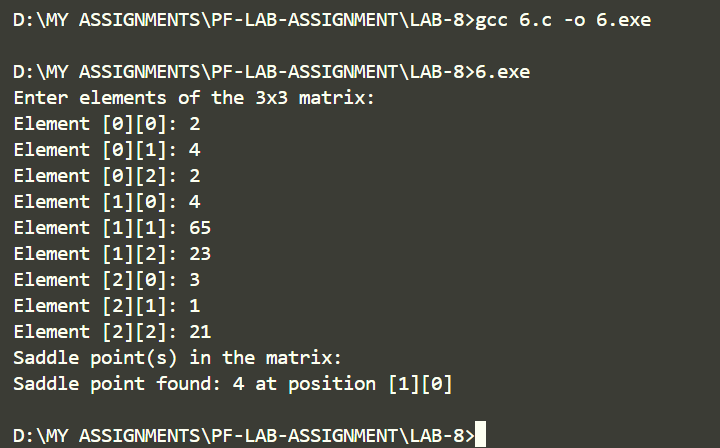 D:\MY ASSIGNMENTS\PF-LAB-ASSIGNMENT\LAB-8>gcc 6.c -o 6.exe
D:\MY ASSIGNMENTS\PF-LAB-ASSIGNMENT\LAB-8>6.exe
Enter elements of the 3x3 matrix:
Element [0][0]: 2
Element [0][1]: 4
Element [0][2]: 2
Element [1][0]: 4
Element [1][1]: 65
Element [1][2]: 23
Element [2][0]: 3
Element [2][1]: 1
Element [2][2]: 21
Saddle point(s) in the matrix:
Saddle point found: 4 at position [1][0]
D:\MY ASSIGNMENTS\PF-LAB-ASSIGNMENT\LAB-8>